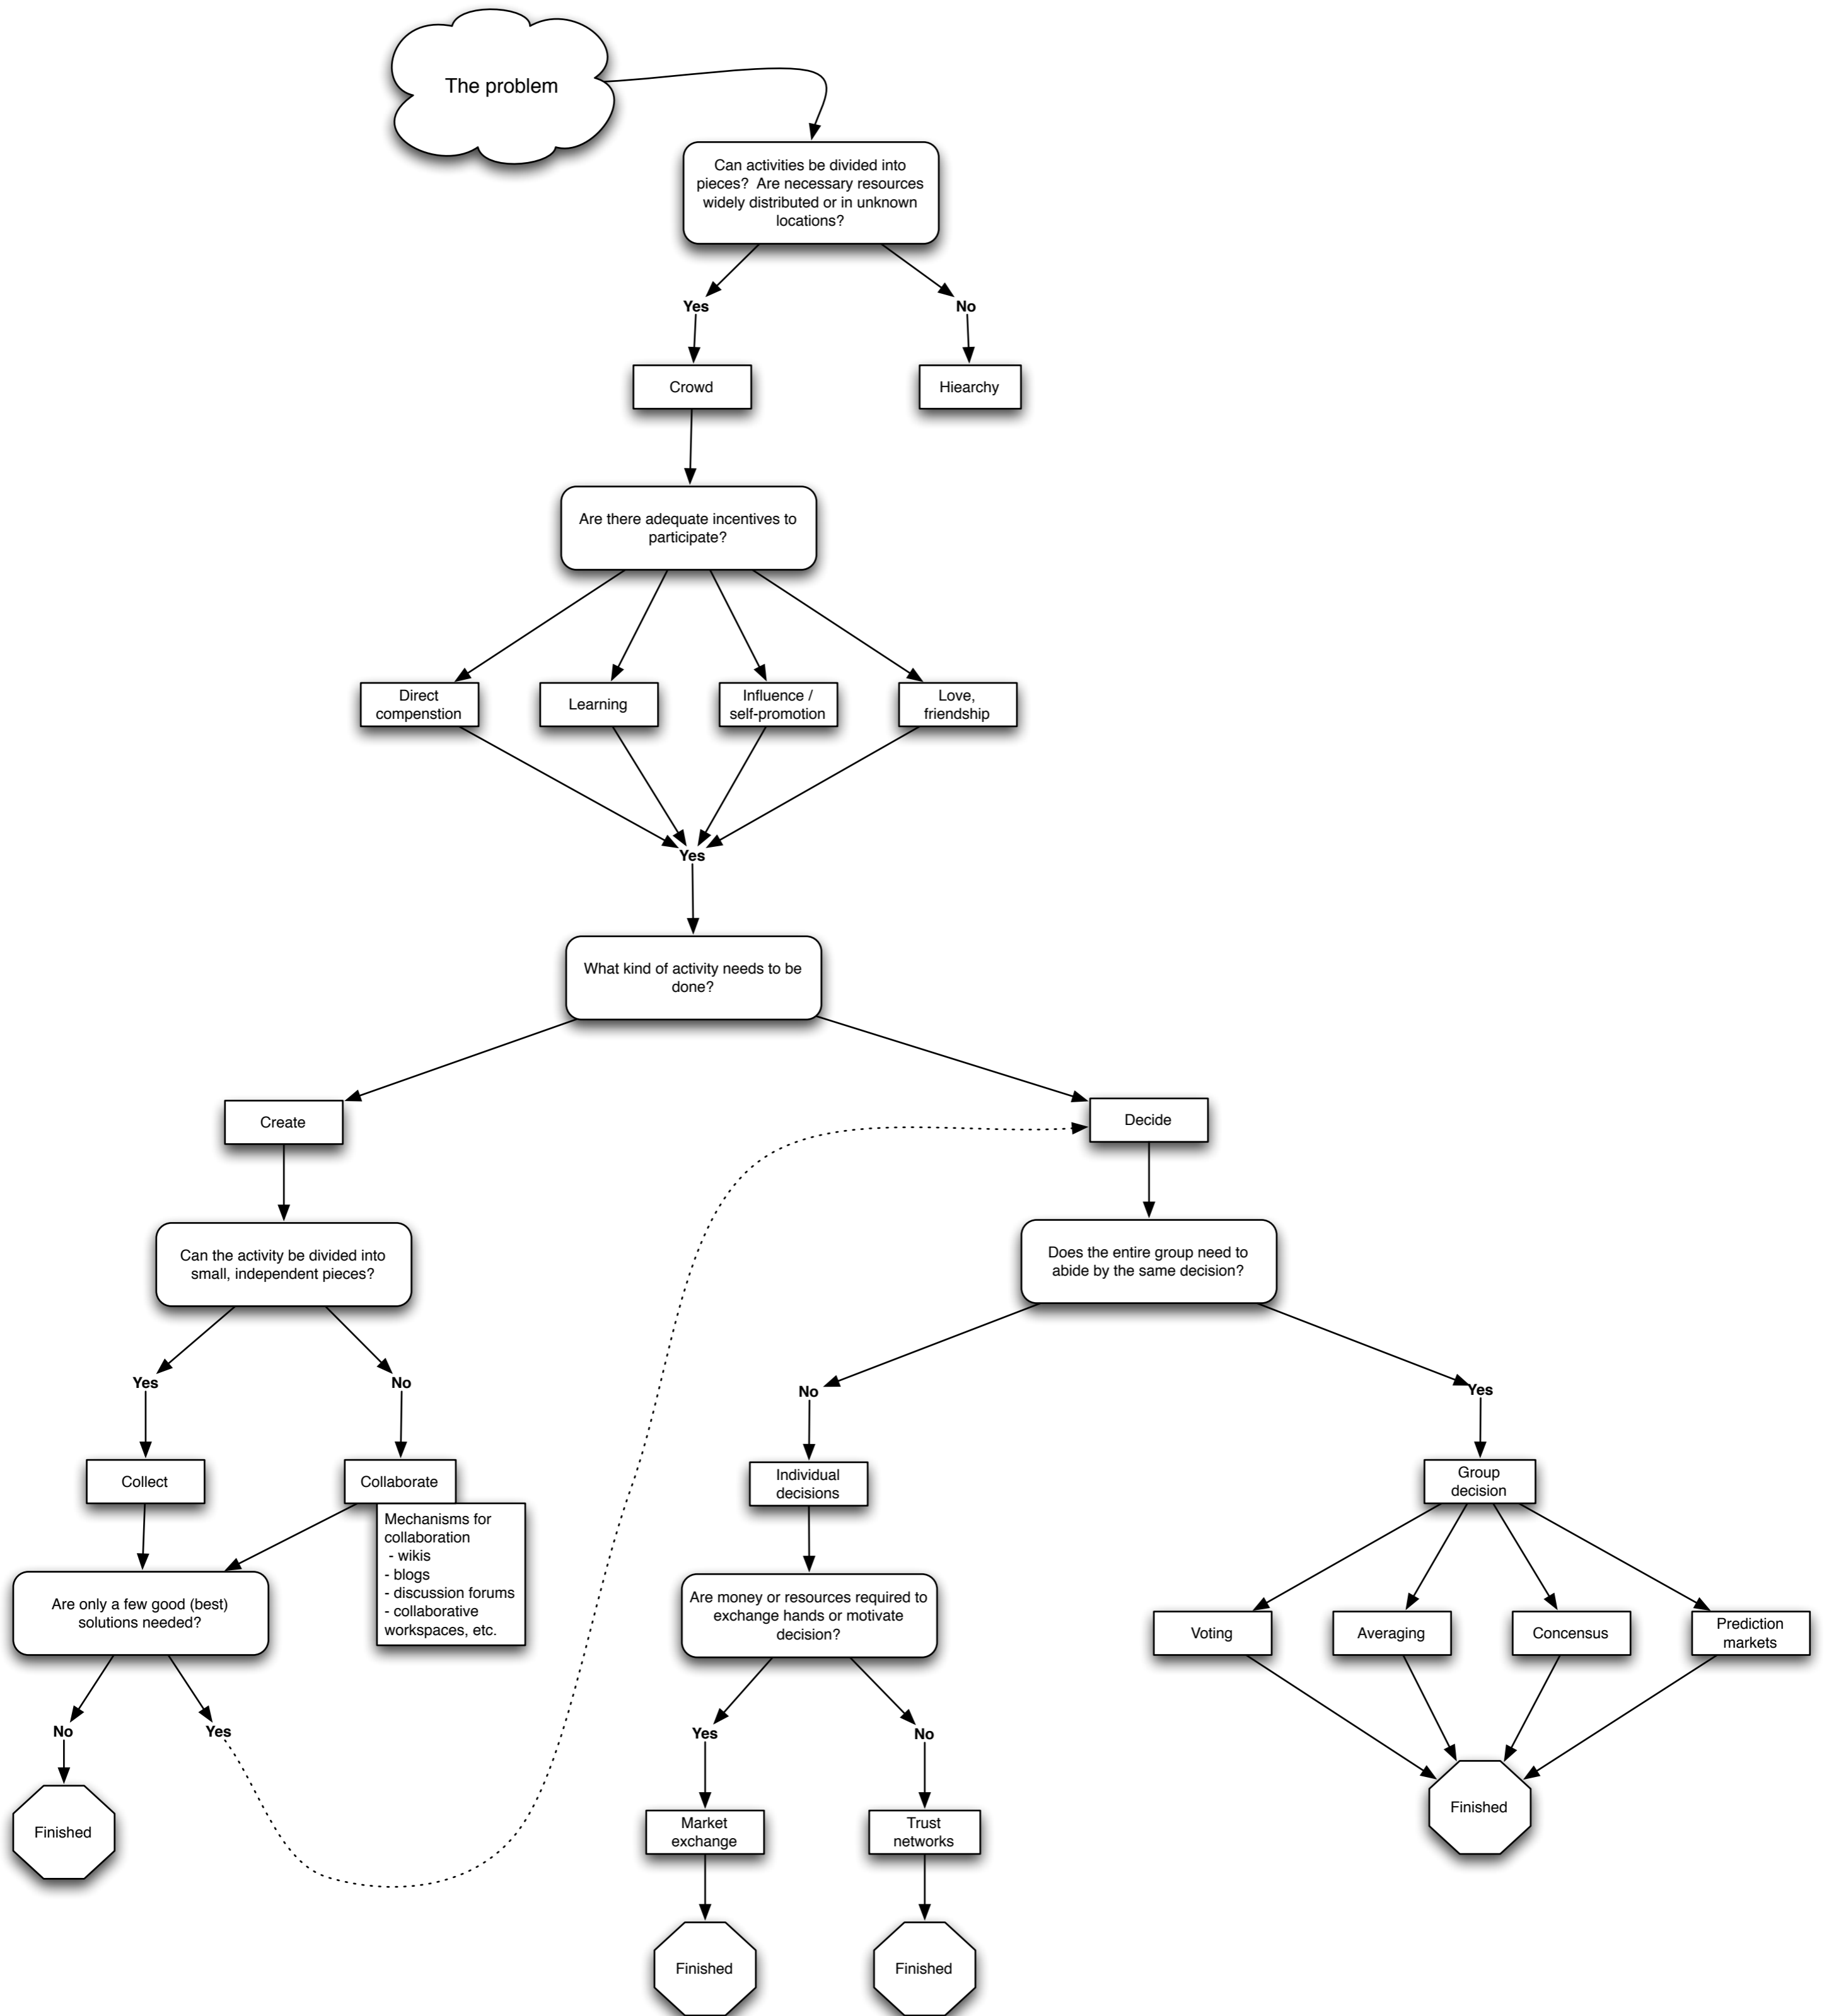 The problem
Can activities be divided into
pieces?  Are necessary resources
widely distributed or in unknown
locations?
Yes
No
Crowd
Hiearchy
Are there adequate incentives to
participate?
Direct
compenstion
Learning
Influence /
self-promotion
Love,
friendship
Yes
What kind of activity needs to be
done?
Create
Decide
Can the activity be divided into
small, independent pieces?
Does the entire group need to
abide by the same decision?
Yes
No
No
Yes
Collect
Collaborate
Mechanisms for
collaboration
- wikis
- blogs
- discussion forums
- collaborative
workspaces, etc.
Individual
decisions
Group
decision
Are only a few good (best)
solutions needed?
Are money or resources required to
exchange hands or motivate
decision?
Voting
Averaging
Concensus
Prediction
markets
No
Yes
Yes
No
Finished
Market
exchange
Trust
networks
Finished
Finished
Finished